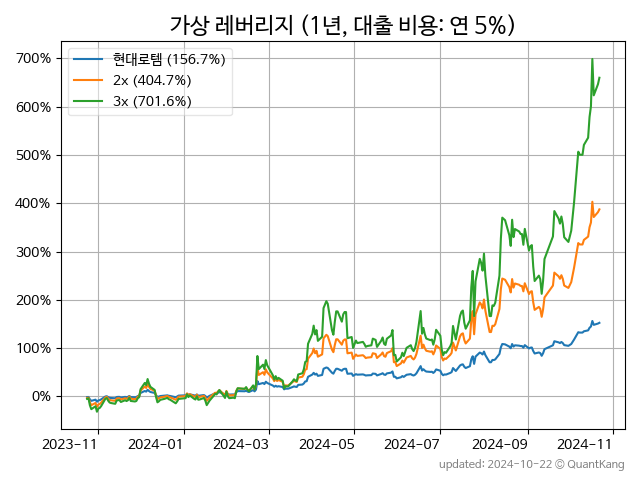 가상 레버리지 (1년, 대출 비용: 연 5%)
현대로템 (156.7%)
2x (404.7%)
3x (701.6%)
700%
600%
500%
400%
300%
200%
100%
0%
2023-11 2024-01 2024-03 2024-05 2024-07 2024-09 2024-11
updated: 2024-10-22 © QuantKang